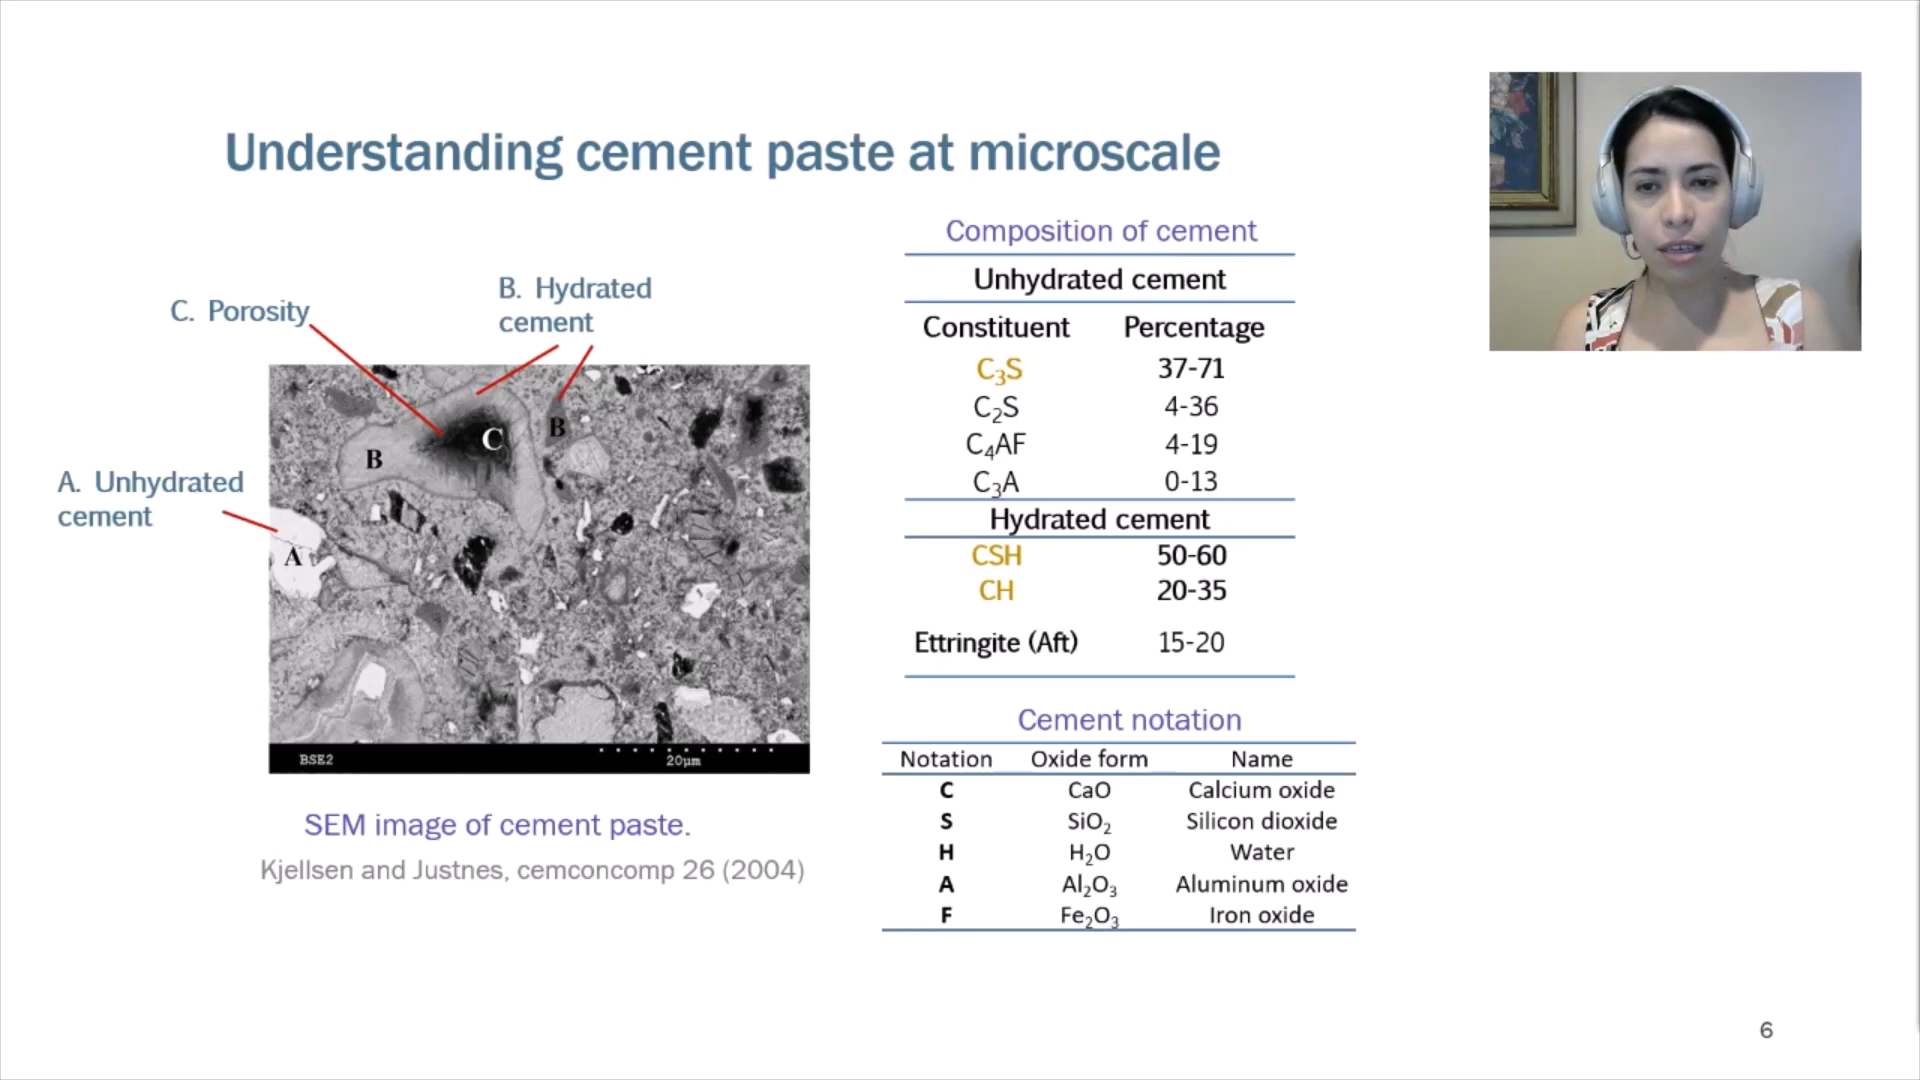 Understanding cement paste at microscale
C. Porosity
B. Hydrated
cement
A. Unhydrated
cement
B
C
B
A
BSE2
20µm
SEM image of cement paste.
Kjellsen and Justnes, cemconcomp 26 (2004)
Composition of cement
Unhydrated cement
Constituent Percentage
C₃S 37-71
C₂S 4-36
C₄AF 4-19
C₃A 0-13
Hydrated cement
CSH 50-60
CH 20-35
Ettringite (Aft) 15-20
Cement notation
Notation Oxide form Name
C CaO Calcium oxide
S SiO₂ Silicon dioxide
H H₂O Water
A Al₂O₃ Aluminum oxide
F Fe₂O₃ Iron oxide
6